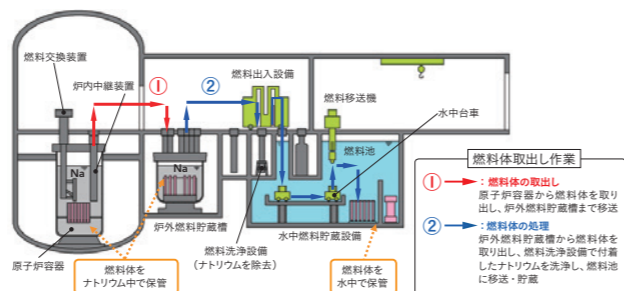 燃料交換装置
炉内中継装置
①
②
燃料出入設備
燃料移送機
水中台車
燃料池
Na
Na
原子炉容器
炉外燃料貯蔵槽
燃料洗浄設備
(ナトリウムを除去)
水中燃料貯蔵設備
燃料体を
ナトリウム中で保管
燃料体を
水中で保管
燃料体取出し作業
① :燃料体の取出し
原子炉容器から燃料体を取り
出し、炉外燃料貯蔵槽まで移送
② :燃料体の処理
炉外燃料貯蔵槽から燃料体を
取り出し、燃料洗浄設備で付着
したナトリウムを洗浄し、燃料池
に移送・貯蔵